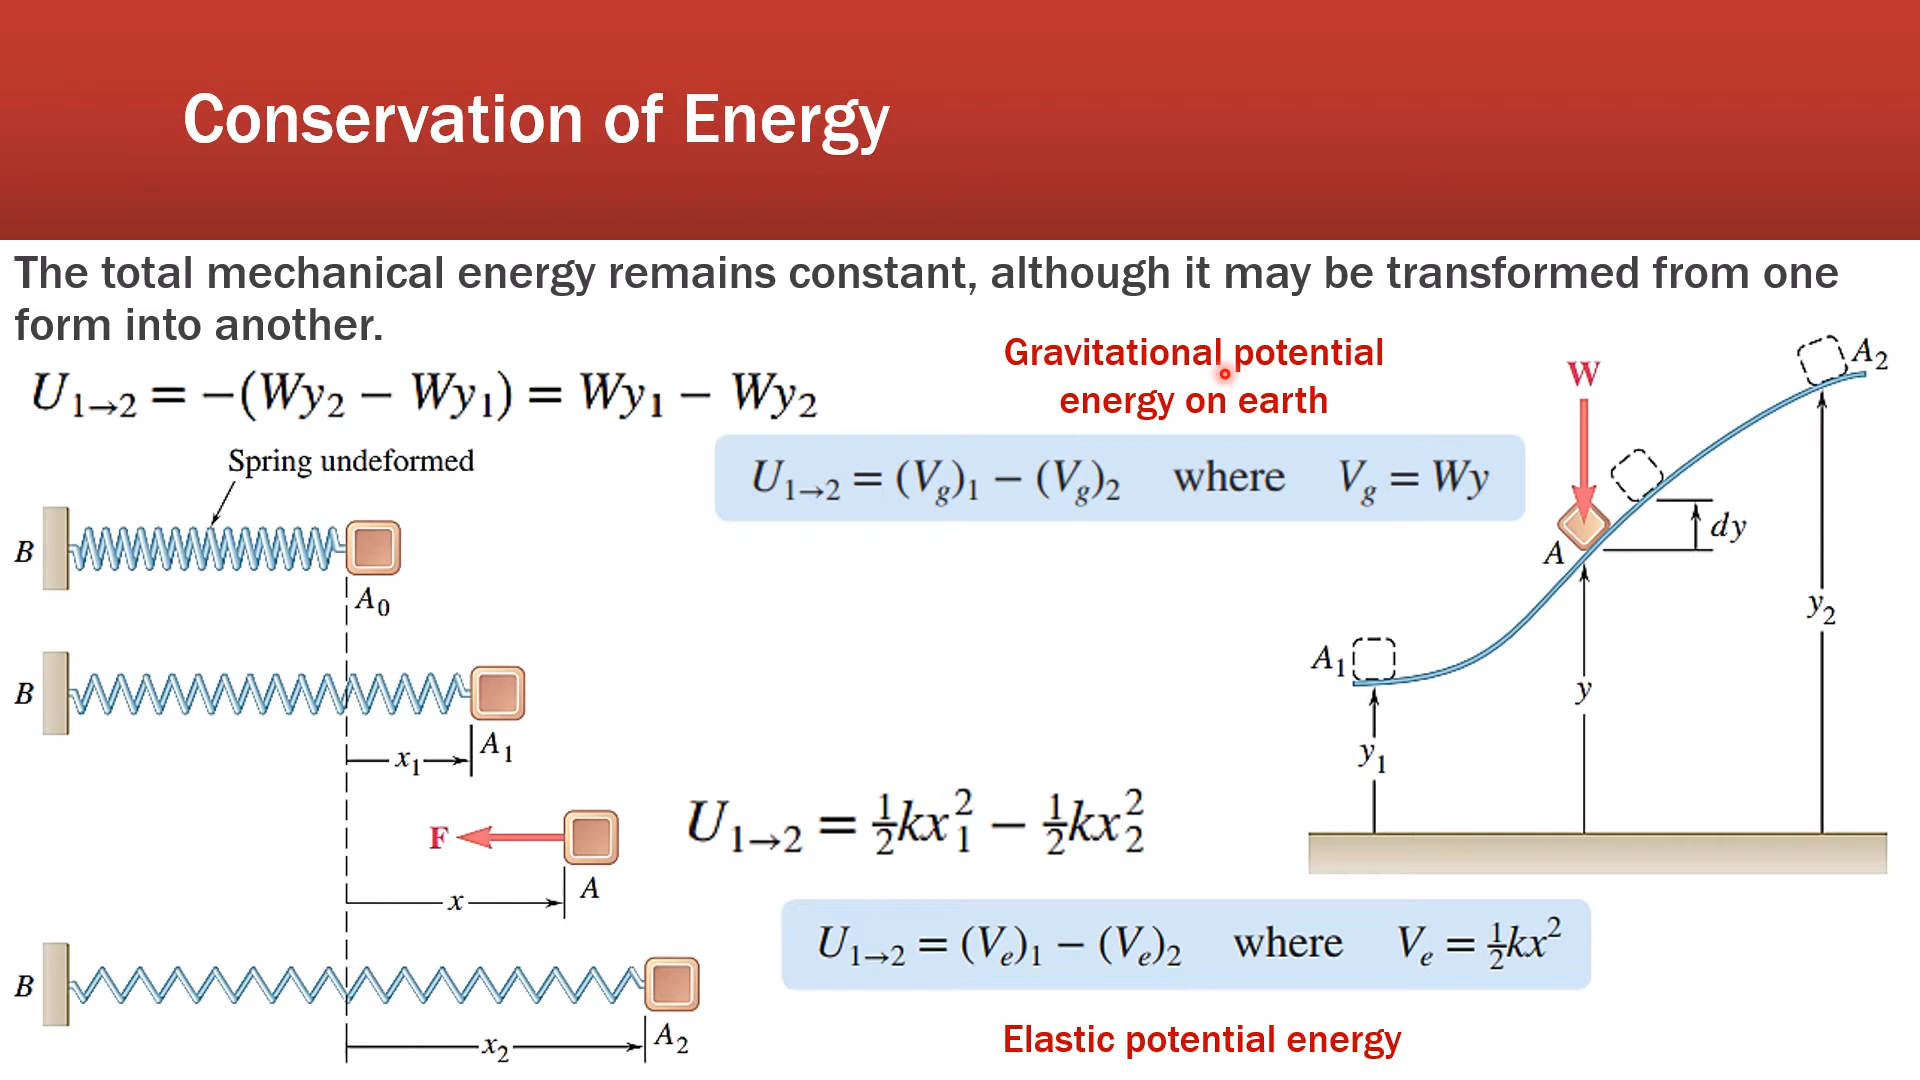 Conservation of Energy
The total mechanical energy remains constant, although it may be transformed from one
form into another.
U₁→₂ = −(Wy₂ − Wy₁) = Wy₁ − Wy₂
Gravitational potential
energy on earth
U₁→₂ = (V_g)₁ − (V_g)₂ where V_g = Wy
Spring undeformed
B
A₀
B
x₁
A₁
F
x
A
B
x₂
A₂
W
A₂
A
dy
y₂
A₁
y
y₁
U₁→₂ = ½kx₁² − ½kx₂²
U₁→₂ = (Vₑ)₁ − (Vₑ)₂ where Vₑ = ½kx²
Elastic potential energy